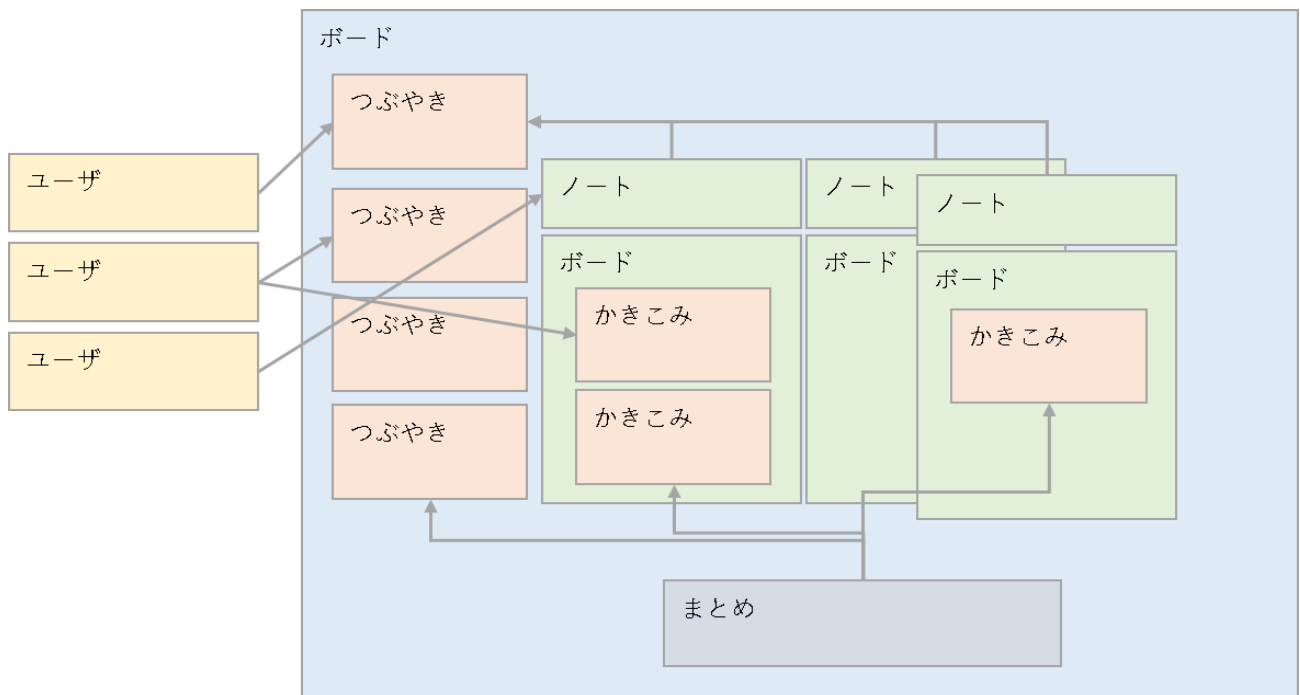 ボード
つぶやき
ユーザ
ノート
ノート
ノート
つぶやき
ユーザ
ボード
ボード
ボード
かきこみ
かきこみ
つぶやき
ユーザ
かきこみ
つぶやき
まとめ